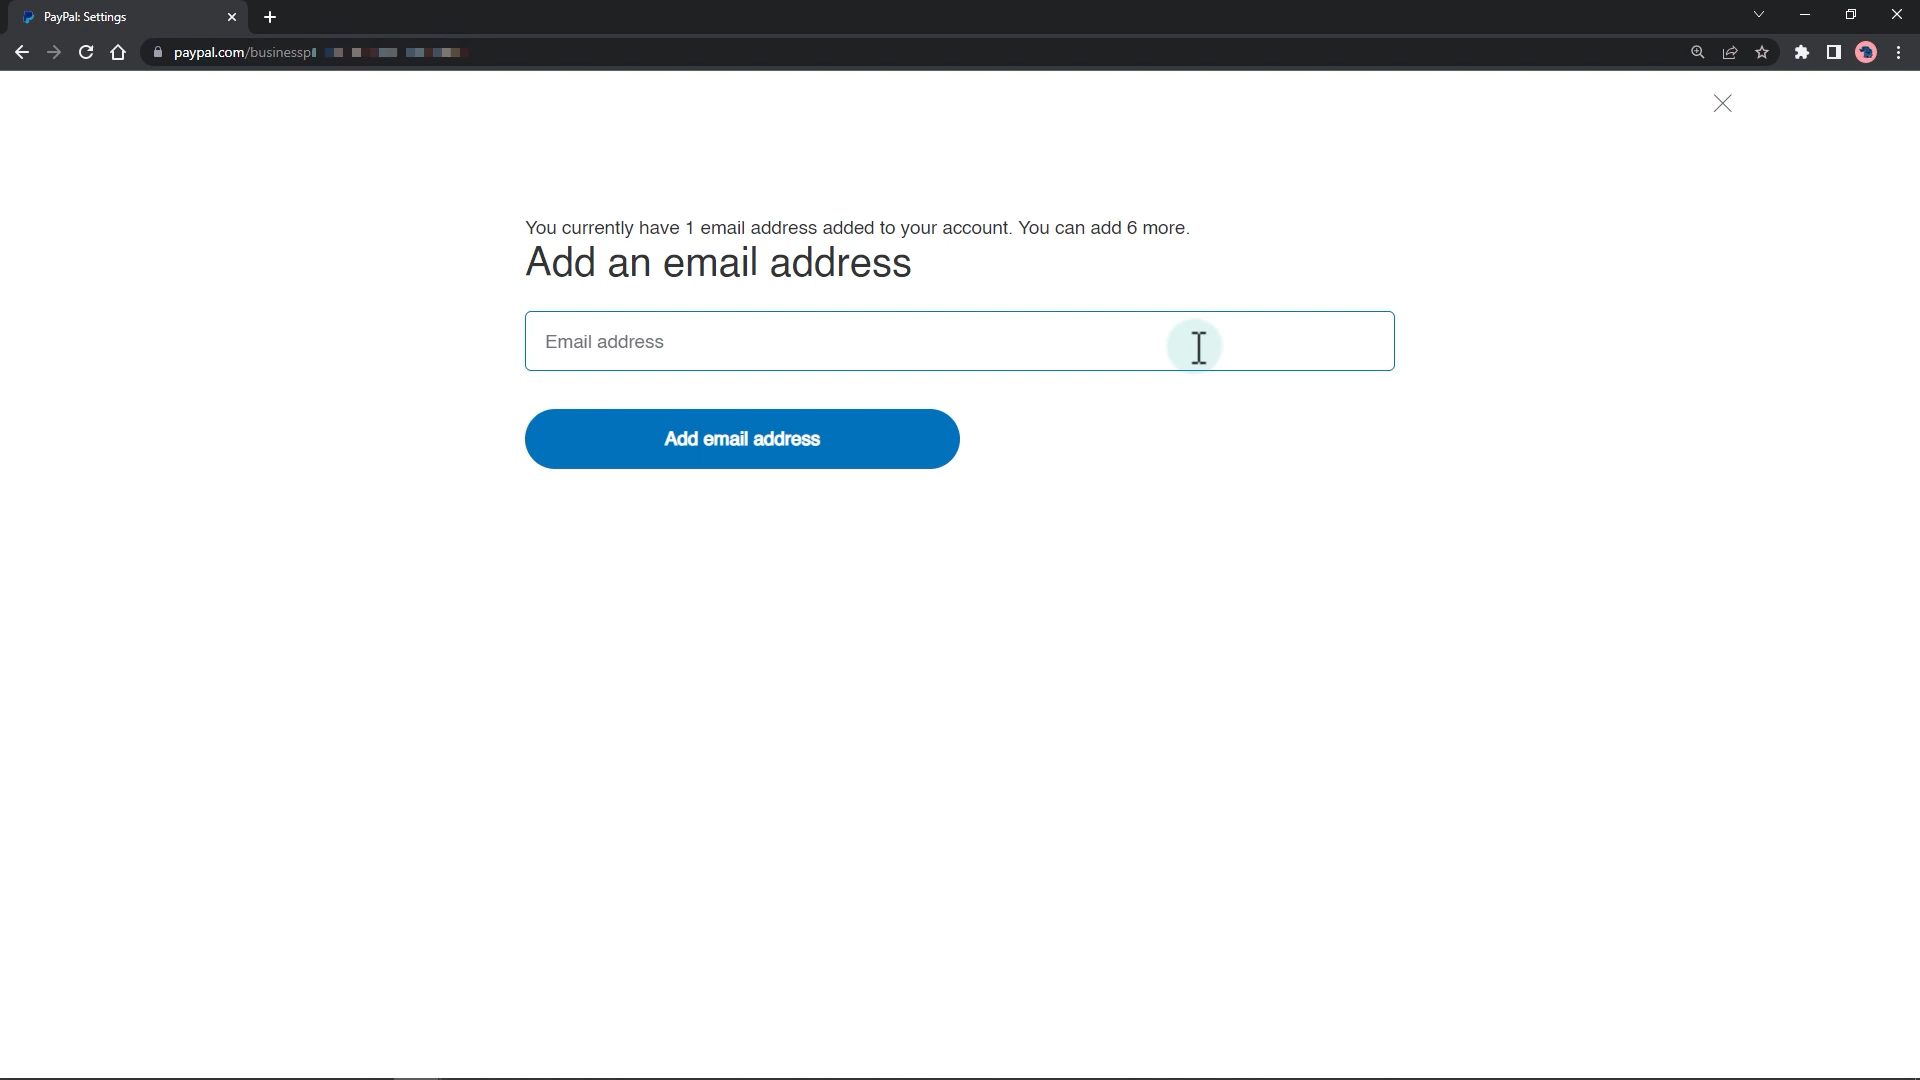 PayPal: Settings
paypal.com/businessp
You currently have 1 email address added to your account. You can add 6 more.
Add an email address
Email address
Add email address